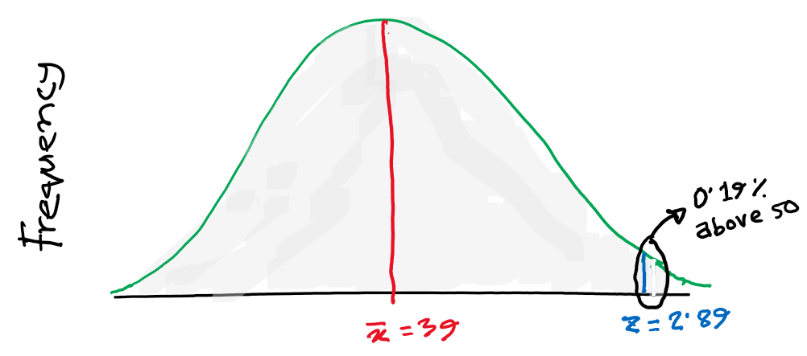 Frequency
0.19%
above 50
x̄ = 39
z = 2.89